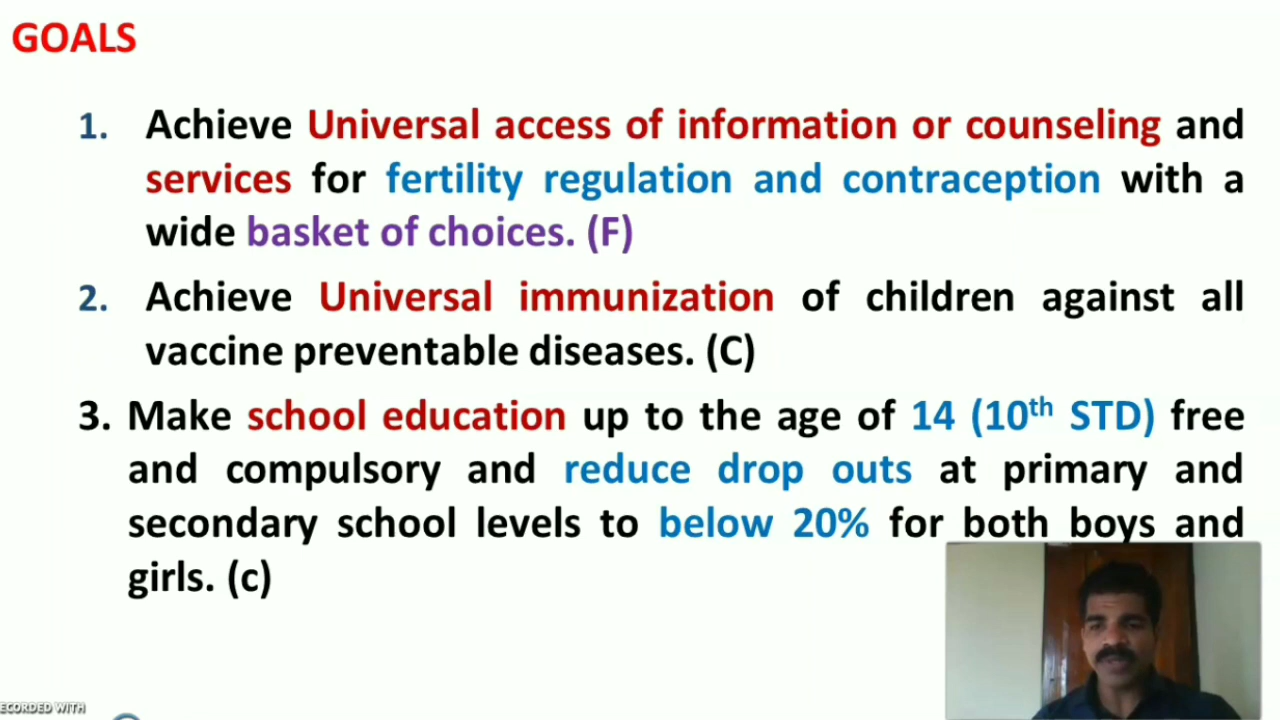 GOALS
1. Achieve Universal access of information or counseling and
services for fertility regulation and contraception with a
wide basket of choices. (F)
2. Achieve Universal immunization of children against all
vaccine preventable diseases. (C)
3. Make school education up to the age of 14 (10th STD) free
and compulsory and reduce drop outs at primary and
secondary school levels to below 20% for both boys and
girls. (c)
ECORDED WITH